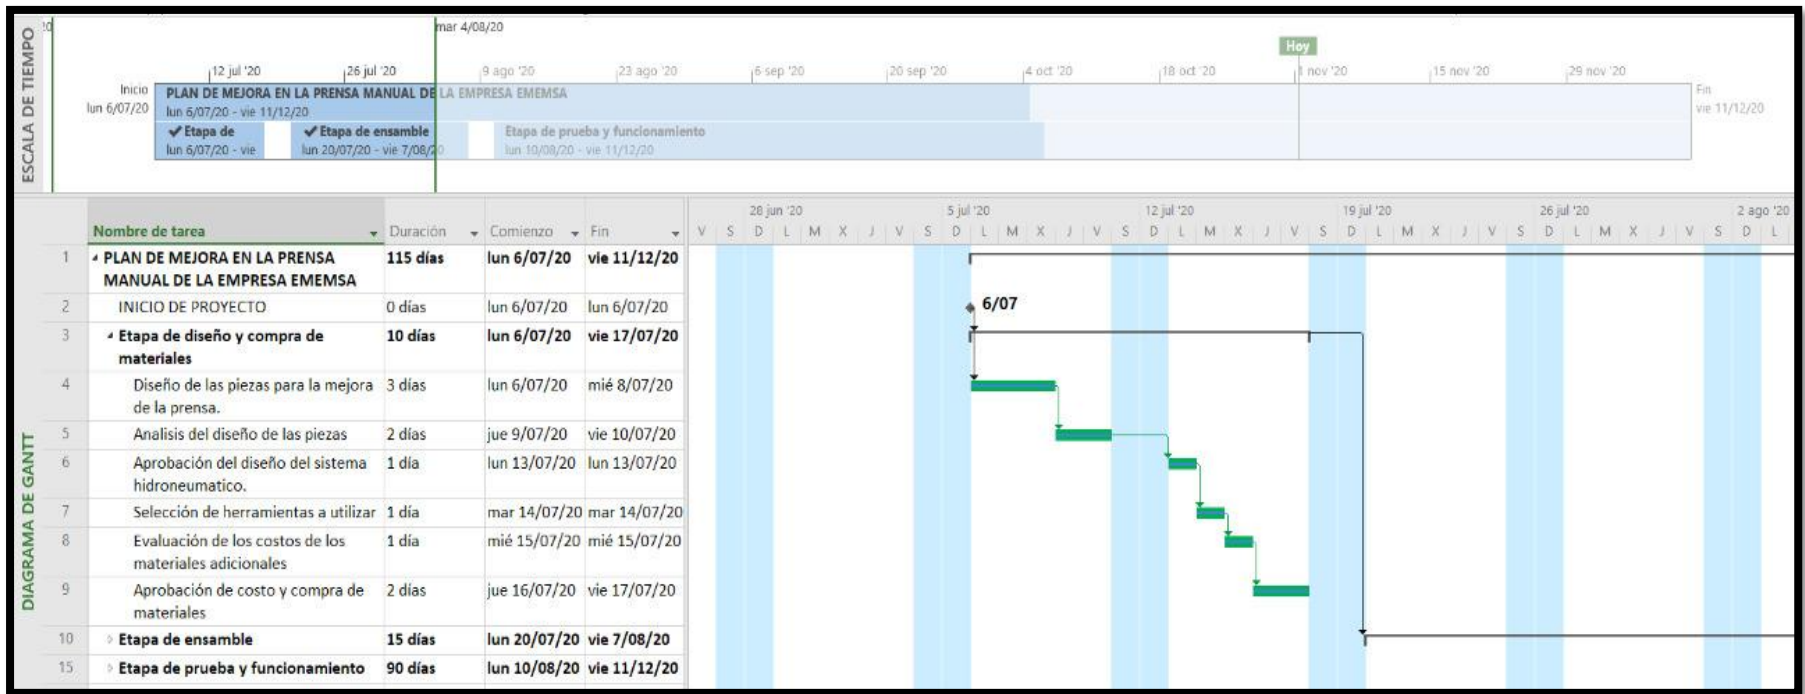 ESCALA DE TIEMPO
mar 4/08/20
Hoy
12 jul '20 26 jul '20 9 ago '20 23 ago '20 6 sep '20 20 sep '20 4 oct '20 18 oct '20 1 nov '20 15 nov '20 29 nov '20
Inicio
lun 6/07/20
PLAN DE MEJORA EN LA PRENSA MANUAL DE LA EMPRESA EMEMSA
lun 6/07/20 - vie 11/12/20
Fin
vie 11/12/20
✔ Etapa de ✔ Etapa de ensamble Etapa de prueba y funcionamiento
lun 6/07/20 - vie lun 20/07/20 - vie 7/08/20 lun 10/08/20 - vie 11/12/20
DIAGRAMA DE GANTT
28 jun '20 5 jul '20 12 jul '20 19 jul '20 26 jul '20 2 ago '20
Nombre de tarea Duración Comienzo Fin V S D L M X J V S D L M X J V S D L M X J V S D L M X J V S D L M X J V S D L
1 PLAN DE MEJORA EN LA PRENSA 115 días lun 6/07/20 vie 11/12/20
MANUAL DE LA EMPRESA EMEMSA
2 INICIO DE PROYECTO 0 días lun 6/07/20 lun 6/07/20 6/07
3 Etapa de diseño y compra de 10 días lun 6/07/20 vie 17/07/20
materiales
4 Diseño de las piezas para la mejora 3 días lun 6/07/20 mié 8/07/20
de la prensa.
5 Analisis del diseño de las piezas 2 días jue 9/07/20 vie 10/07/20
6 Aprobación del diseño del sistema 1 día lun 13/07/20 lun 13/07/20
hidroneumatico.
7 Selección de herramientas a utilizar 1 día mar 14/07/20 mar 14/07/20
8 Evaluación de los costos de los 1 día mié 15/07/20 mié 15/07/20
materiales adicionales
9 Aprobación de costo y compra de 2 días jue 16/07/20 vie 17/07/20
materiales
10 Etapa de ensamble 15 días lun 20/07/20 vie 7/08/20
15 Etapa de prueba y funcionamiento 90 días lun 10/08/20 vie 11/12/20